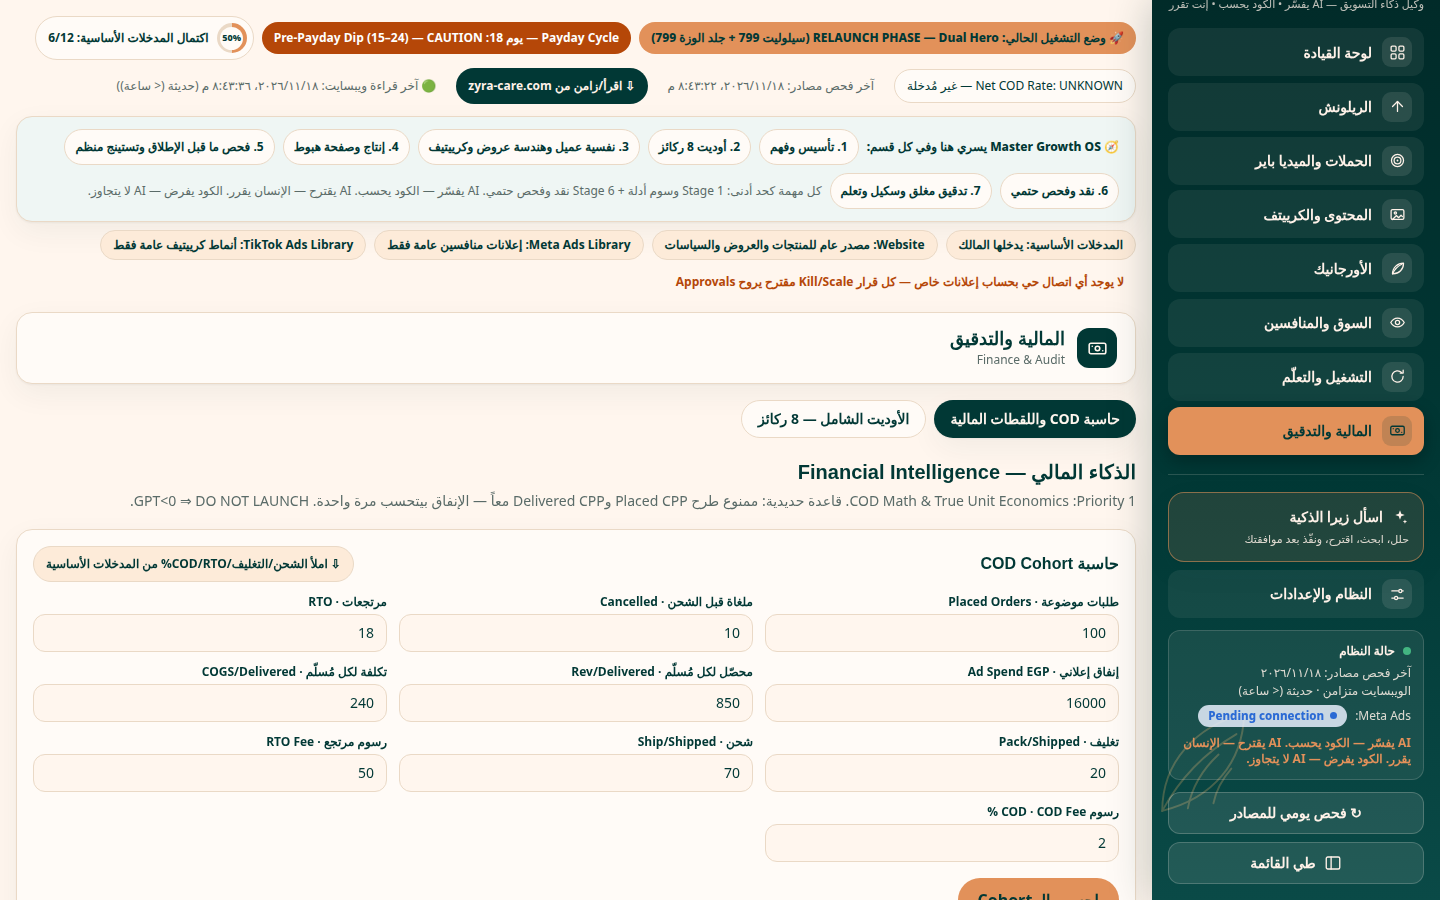 وكيل ذكاء التسويق — AI يفسّر • الكود يحسب • إنت تقرر
لوحة القيادة
الريلونش
الحملات والميديا باير
المحتوى والكرييتف
الأورجانيك
السوق والمنافسين
التشغيل والتعلّم
المالية والتدقيق
اسأل زيرا الذكية
حلل، ابحث، اقترح، ونفّذ بعد موافقتك
النظام والإعدادات
حالة النظام
آخر فحص مصادر: ٢٠٢٦/١١/١٨
الويبسايت متزامن · حديثة (< ساعة)
Meta Ads: Pending connection
AI يفسّر — الكود يحسب. AI يقترح — الإنسان
يقرر. الكود يفرض — AI لا يتجاوز.
↻ فحص يومي للمصادر
طي القائمة
🚀 وضع التشغيل الحالي: RELAUNCH PHASE — Dual Hero (سيليوليت 799 + جلد الوزة 799)
Payday Cycle — يوم 18: Pre-Payday Dip (15–24) — CAUTION
50% اكتمال المدخلات الأساسية: 6/12
Net COD Rate: UNKNOWN — غير مُدخلة
آخر فحص مصادر: ٢٠٢٦/١١/١٨، ٨:٤٣:٢٢ م
⇩ اقرأ/زامن من zyra-care.com
🟢 آخر قراءة ويبسايت: ٢٠٢٦/١١/١٨، ٨:٤٣:٣٦ م (حديثة (< ساعة))
🧭 Master Growth OS يسري هنا وفي كل قسم:
1. تأسيس وفهم
2. أوديت 8 ركائز
3. نفسية عميل وهندسة عروض وكرييتيف
4. إنتاج وصفحة هبوط
5. فحص ما قبل الإطلاق وتستينج منظم
6. نقد وفحص حتمي
7. تدقيق مغلق وسكيل وتعلم
كل مهمة كحد أدنى: Stage 1 وسوم أدلة + Stage 6 نقد وفحص حتمي. AI يفسّر — الكود يحسب. AI يقترح — الإنسان يقرر. الكود يفرض — AI لا يتجاوز.
المدخلات الأساسية: يدخلها المالك
Website: مصدر عام للمنتجات والعروض والسياسات
Meta Ads Library: إعلانات منافسين عامة فقط
TikTok Ads Library: أنماط كرييتيف عامة فقط
لا يوجد أي اتصال حي بحساب إعلانات خاص — كل قرار Kill/Scale مقترح يروح Approvals
المالية والتدقيق
Finance & Audit
حاسبة COD واللقطات المالية
الأوديت الشامل — 8 ركائز
الذكاء المالي — Financial Intelligence
Priority 1: COD Math & True Unit Economics. قاعدة حديدية: ممنوع طرح Placed CPP وDelivered CPP معاً — الإنفاق بيتحسب مرة واحدة. GPT<0 ⇒ DO NOT LAUNCH.
حاسبة COD Cohort
⇩ املأ الشحن/التغليف/COD/RTO% من المدخلات الأساسية
طلبات موضوعة · Placed Orders
ملغاة قبل الشحن · Cancelled
مرتجعات · RTO
100
10
18
إنفاق إعلاني · Ad Spend EGP
محصّل لكل مُسلّم · Rev/Delivered
تكلفة لكل مُسلّم · COGS/Delivered
16000
850
240
تغليف · Pack/Shipped
شحن · Ship/Shipped
رسوم مرتجع · RTO Fee
20
70
50
رسوم COD · COD Fee %
2